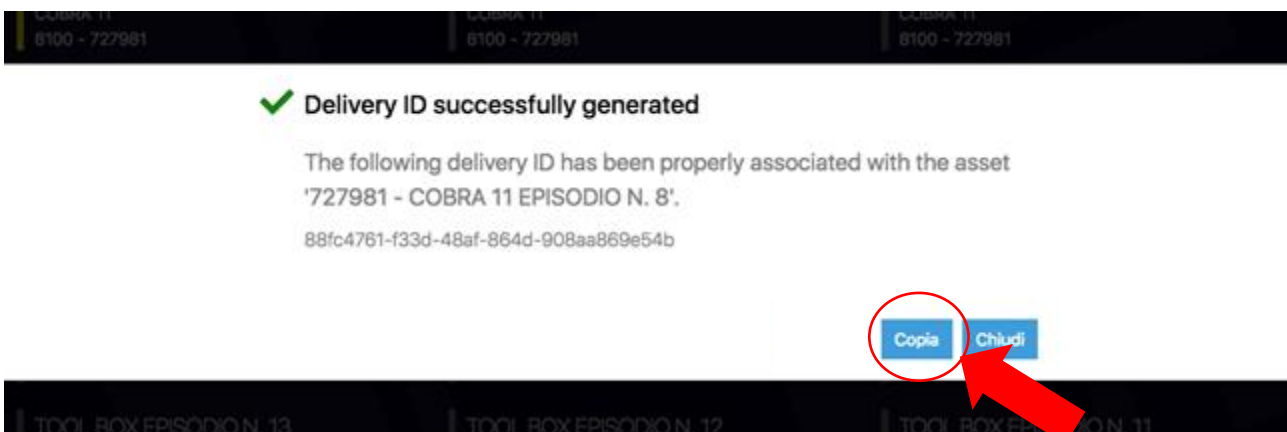 COBRA 11 COBRA 11 COBRA 11
8100 - 727981 8100 - 727981 8100 - 727981
Delivery ID successfully generated
The following delivery ID has been properly associated with the asset
'727981 - COBRA 11 EPISODIO N. 8'.
88fc4761-f33d-48af-864d-908aa869e54b
Copia Chiudi
TOOL BOX EPISODIO N. 13 TOOL BOX EPISODIO N. 12 TOOL BOX N. 11